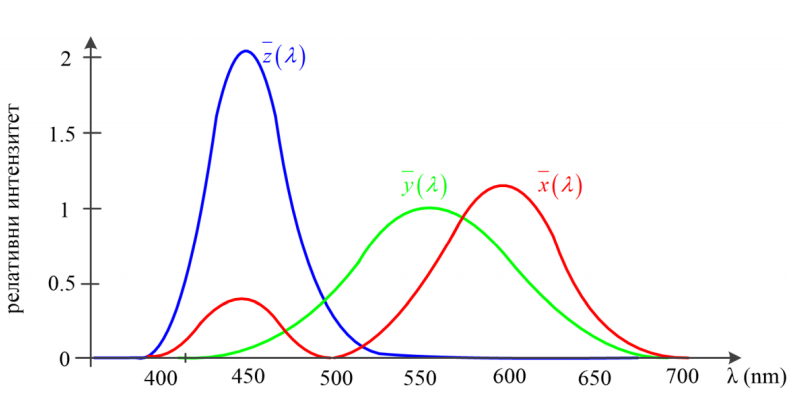 z̅(λ)
2
1.5
y̅(λ) x̅(λ)
1
0.5
0
400 450 500 550 600 650 700 λ (nm)
релативни интензитет